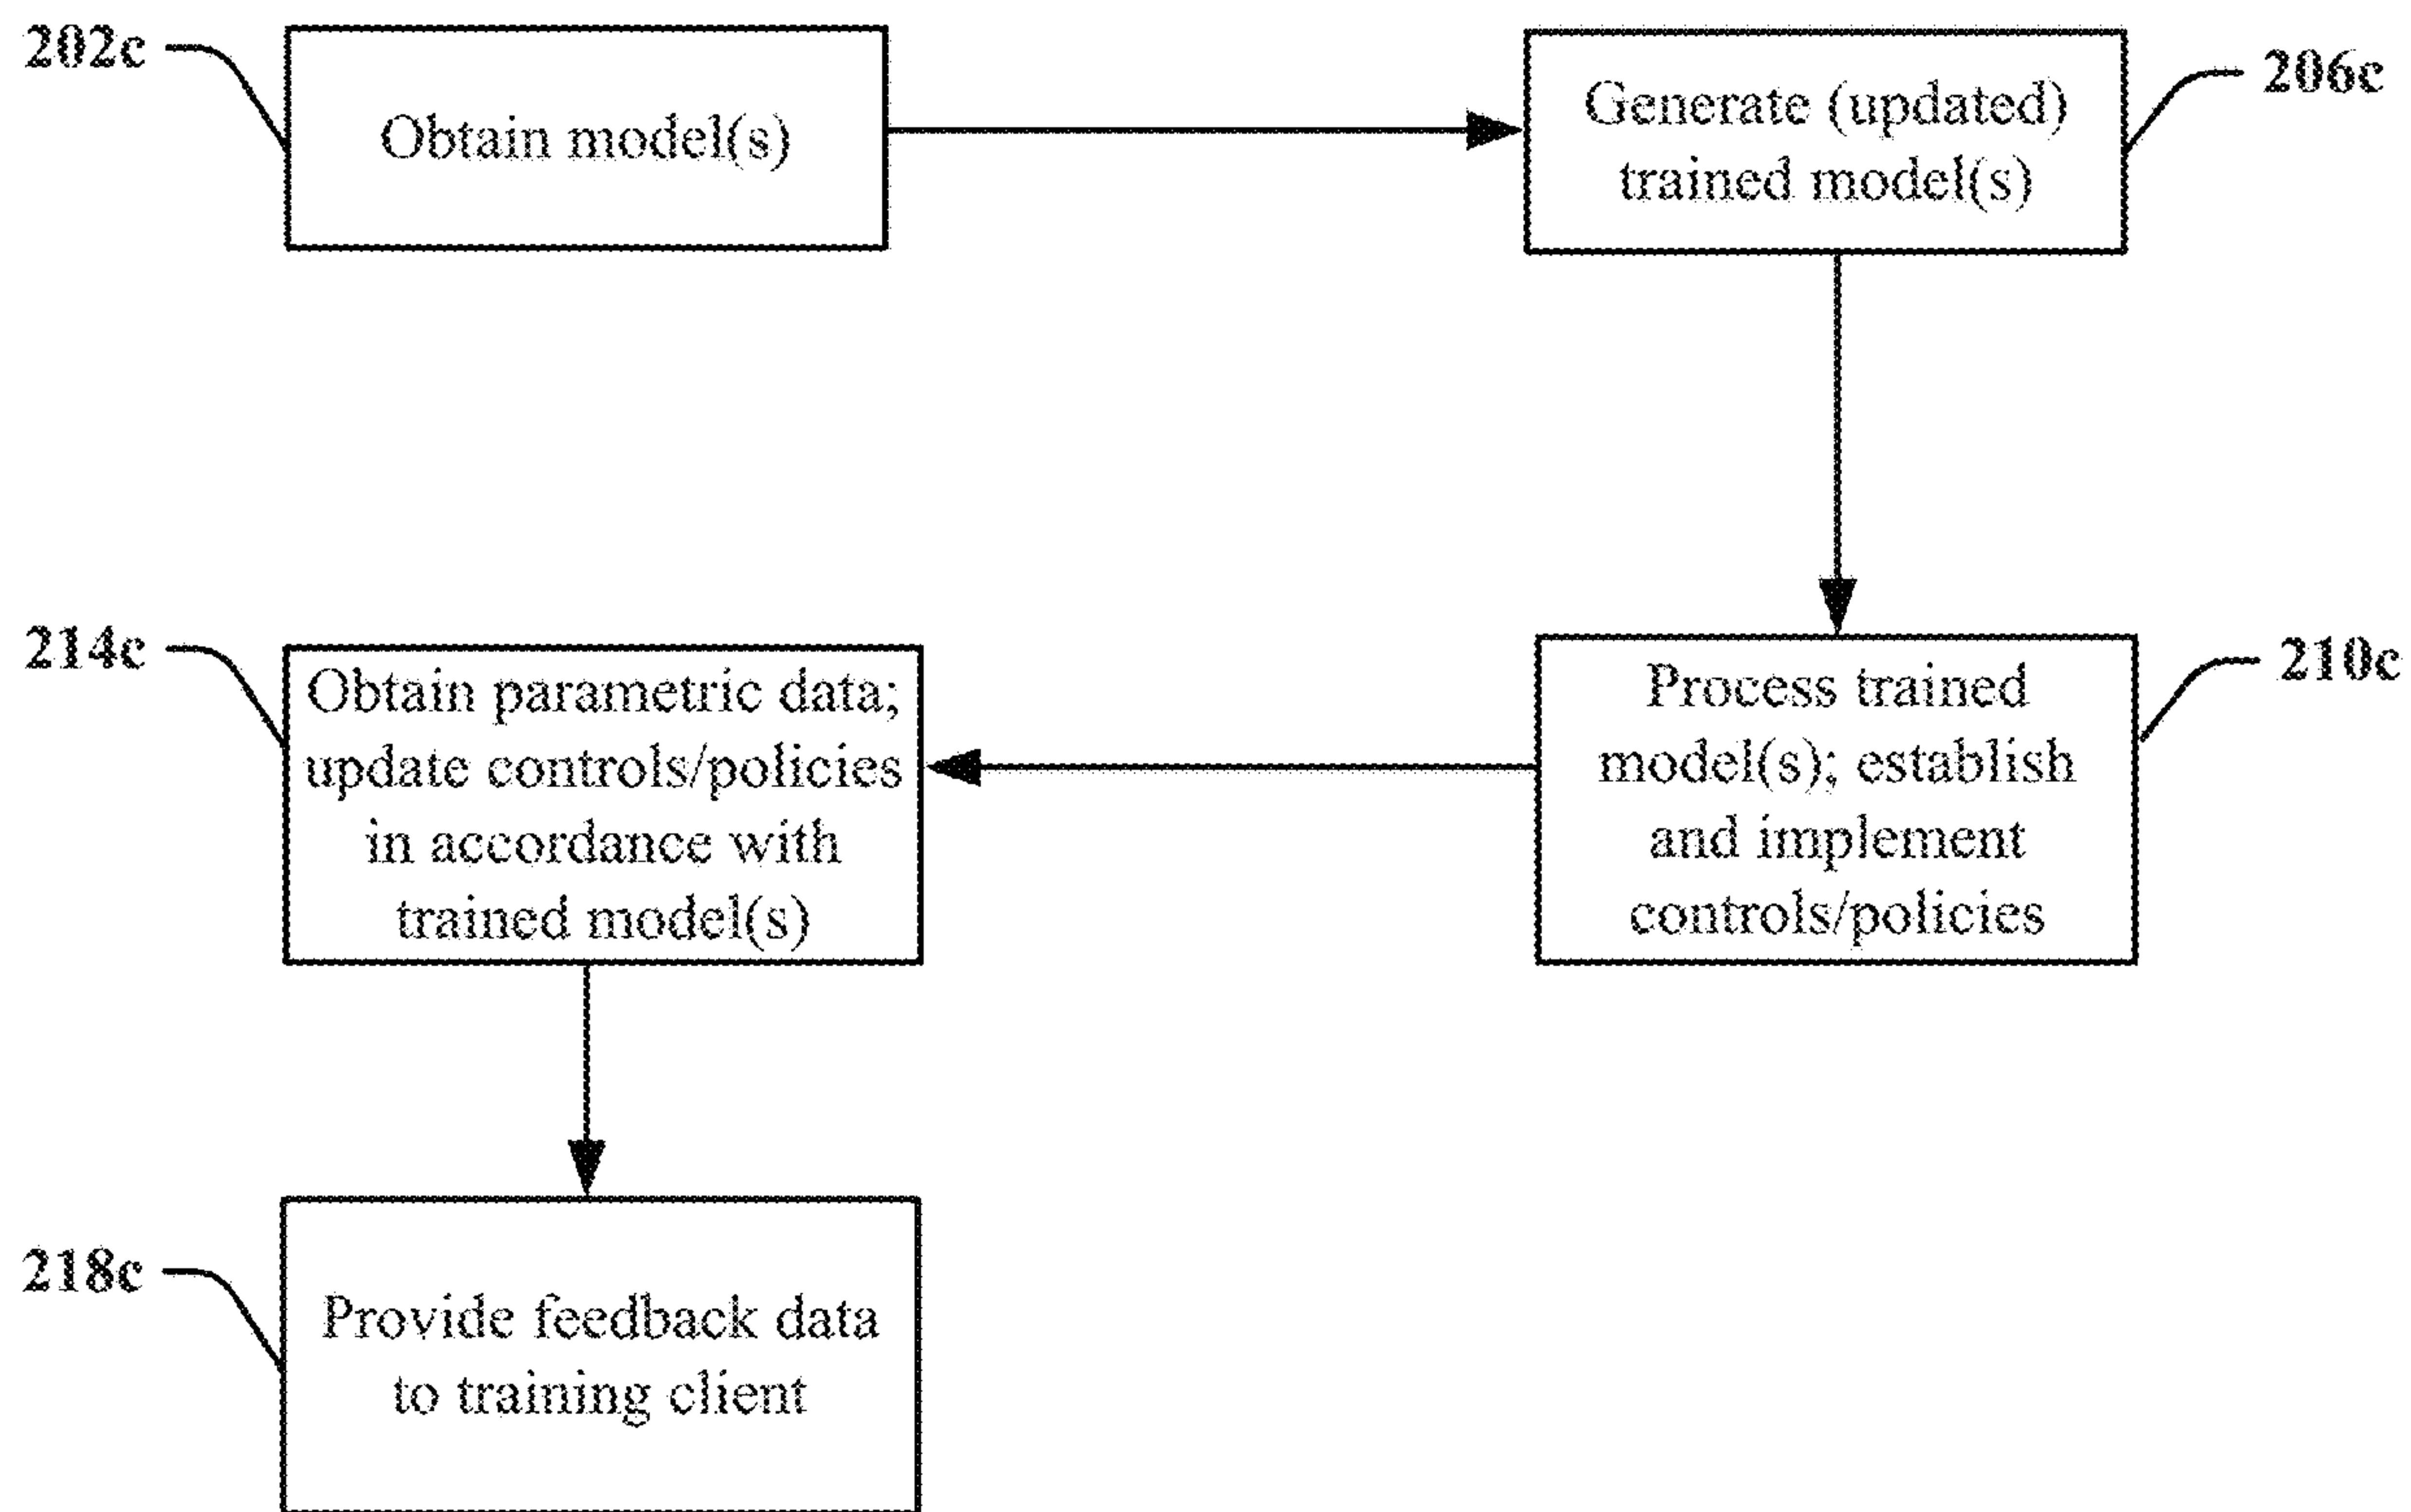 202c
Obtain model(s)
Generate (updated)
trained model(s)
206c
214c
Obtain parametric data;
update controls/policies
in accordance with
trained model(s)
Process trained
model(s); establish
and implement
controls/policies
210c
218c
Provide feedback data
to training client